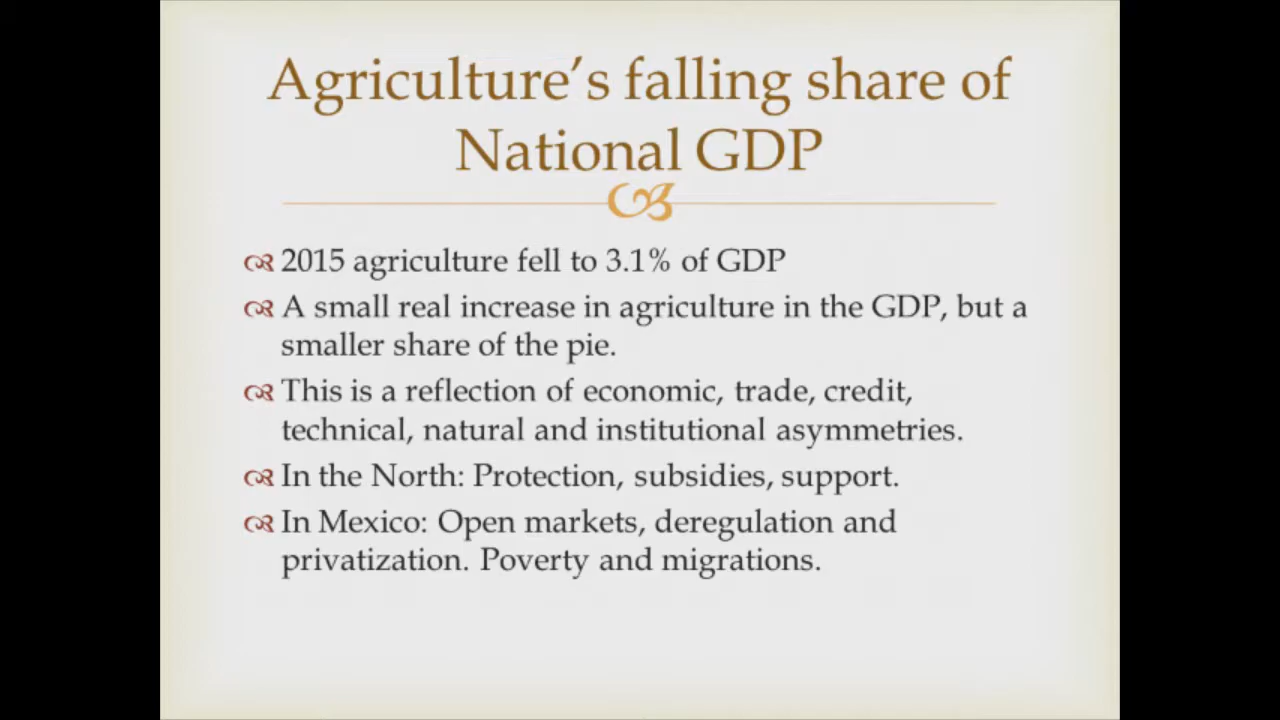 Agriculture’s falling share of
National GDP
2015 agriculture fell to 3.1% of GDP
A small real increase in agriculture in the GDP, but a
smaller share of the pie.
This is a reflection of economic, trade, credit,
technical, natural and institutional asymmetries.
In the North: Protection, subsidies, support.
In Mexico: Open markets, deregulation and
privatization. Poverty and migrations.